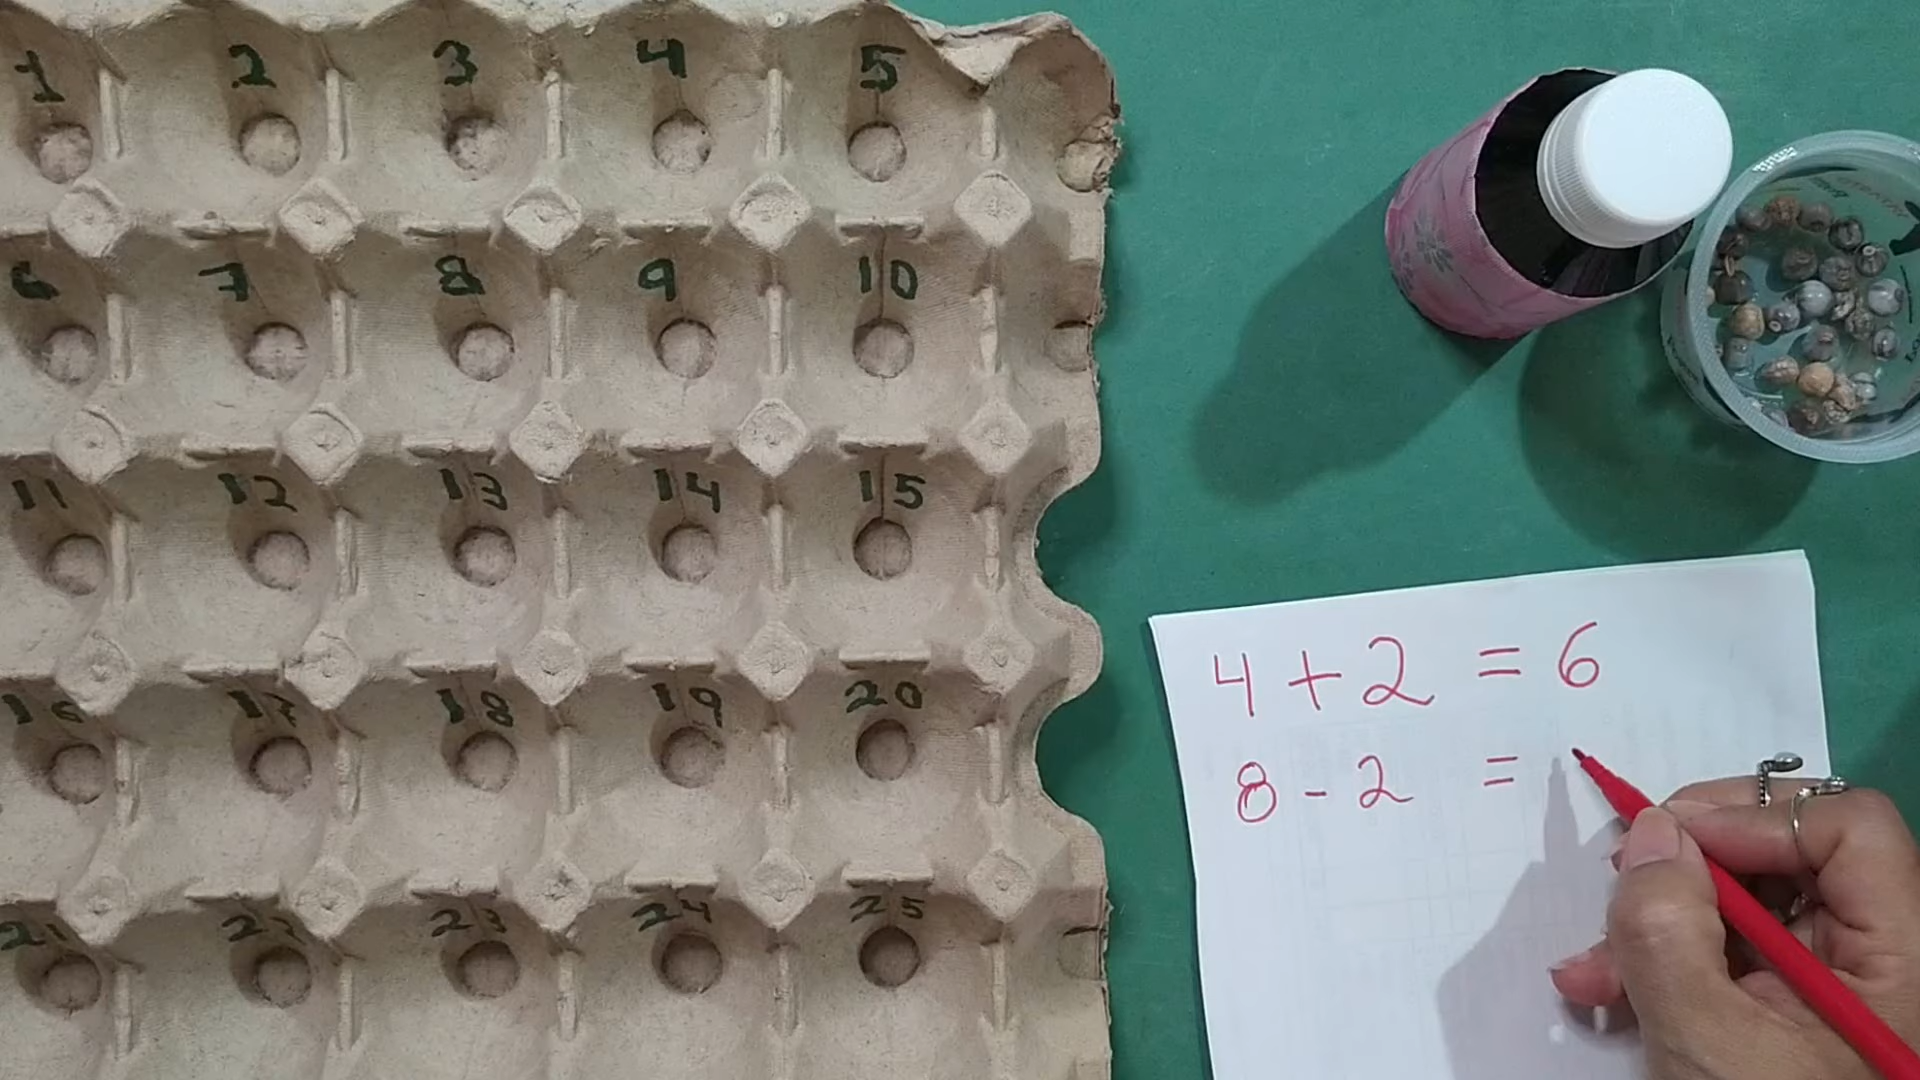 1 2 3 4 5
6 7 8 9 10
11 12 13 14 15
16 17 18 19 20
21 22 23 24 25
4 + 2 = 6
8 - 2 =